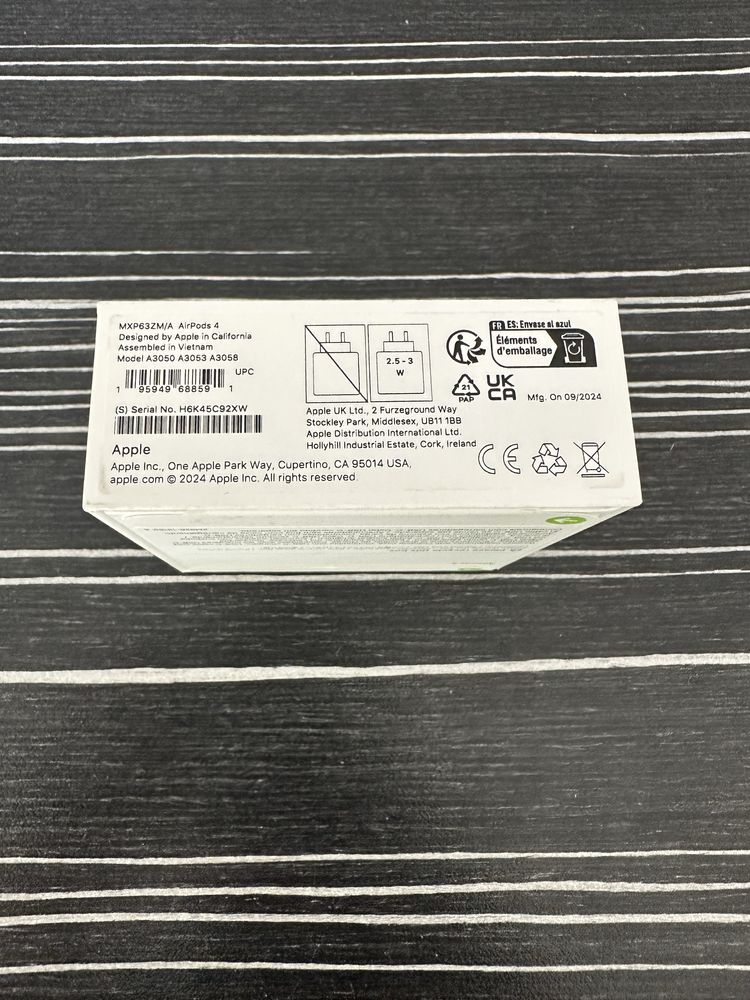 MXP63ZM/A AirPods 4
Designed by Apple in California
Assembled in Vietnam
Model A3050 A3053 A3058
UPC
1 95949 68859 1
(S) Serial No. H6K45C92XW
Apple
Apple Inc., One Apple Park Way, Cupertino, CA 95014 USA,
apple.com © 2024 Apple Inc. All rights reserved.
2.5 - 3
W
Apple UK Ltd., 2 Furzeground Way
Stockley Park, Middlesex, UB11 1BB
Apple Distribution International Ltd.
Hollyhill Industrial Estate, Cork, Ireland
FR ES: Envase al azul
Éléments
d'emballage
21
PAP
UK
CA
Mfg. On 09/2024
CE